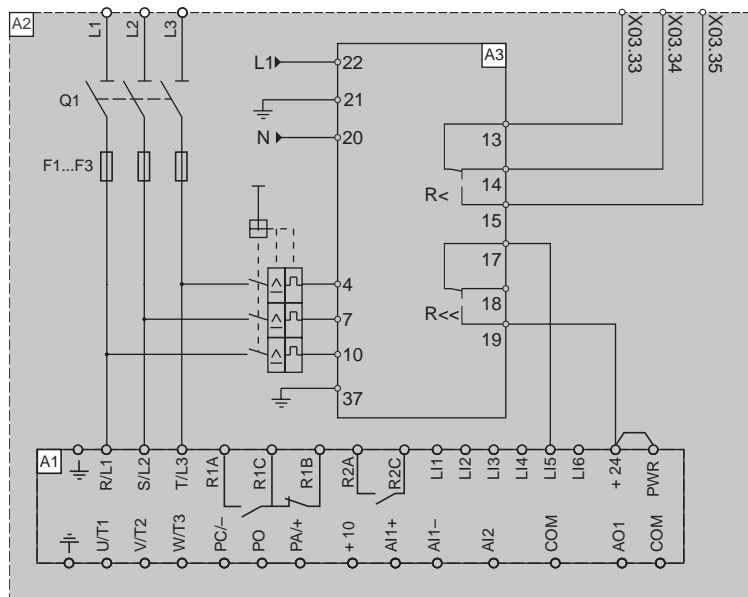 A2
L1
L2
L3
X03.33
X03.34
X03.35
A3
L1
22
Q1
21
N
20
13
F1...F3
14
R<
15
17
4
18
7
R<<
19
10
37
A1
R/L1
S/L2
T/L3
R1A
R1C
R1B
R2A
R2C
LI1
LI2
LI3
LI4
LI5
LI6
+ 24
PWR
U/T1
V/T2
W/T3
PC/–
PO
PA/+
+ 10
AI1+
AI1–
AI2
COM
AO1
COM